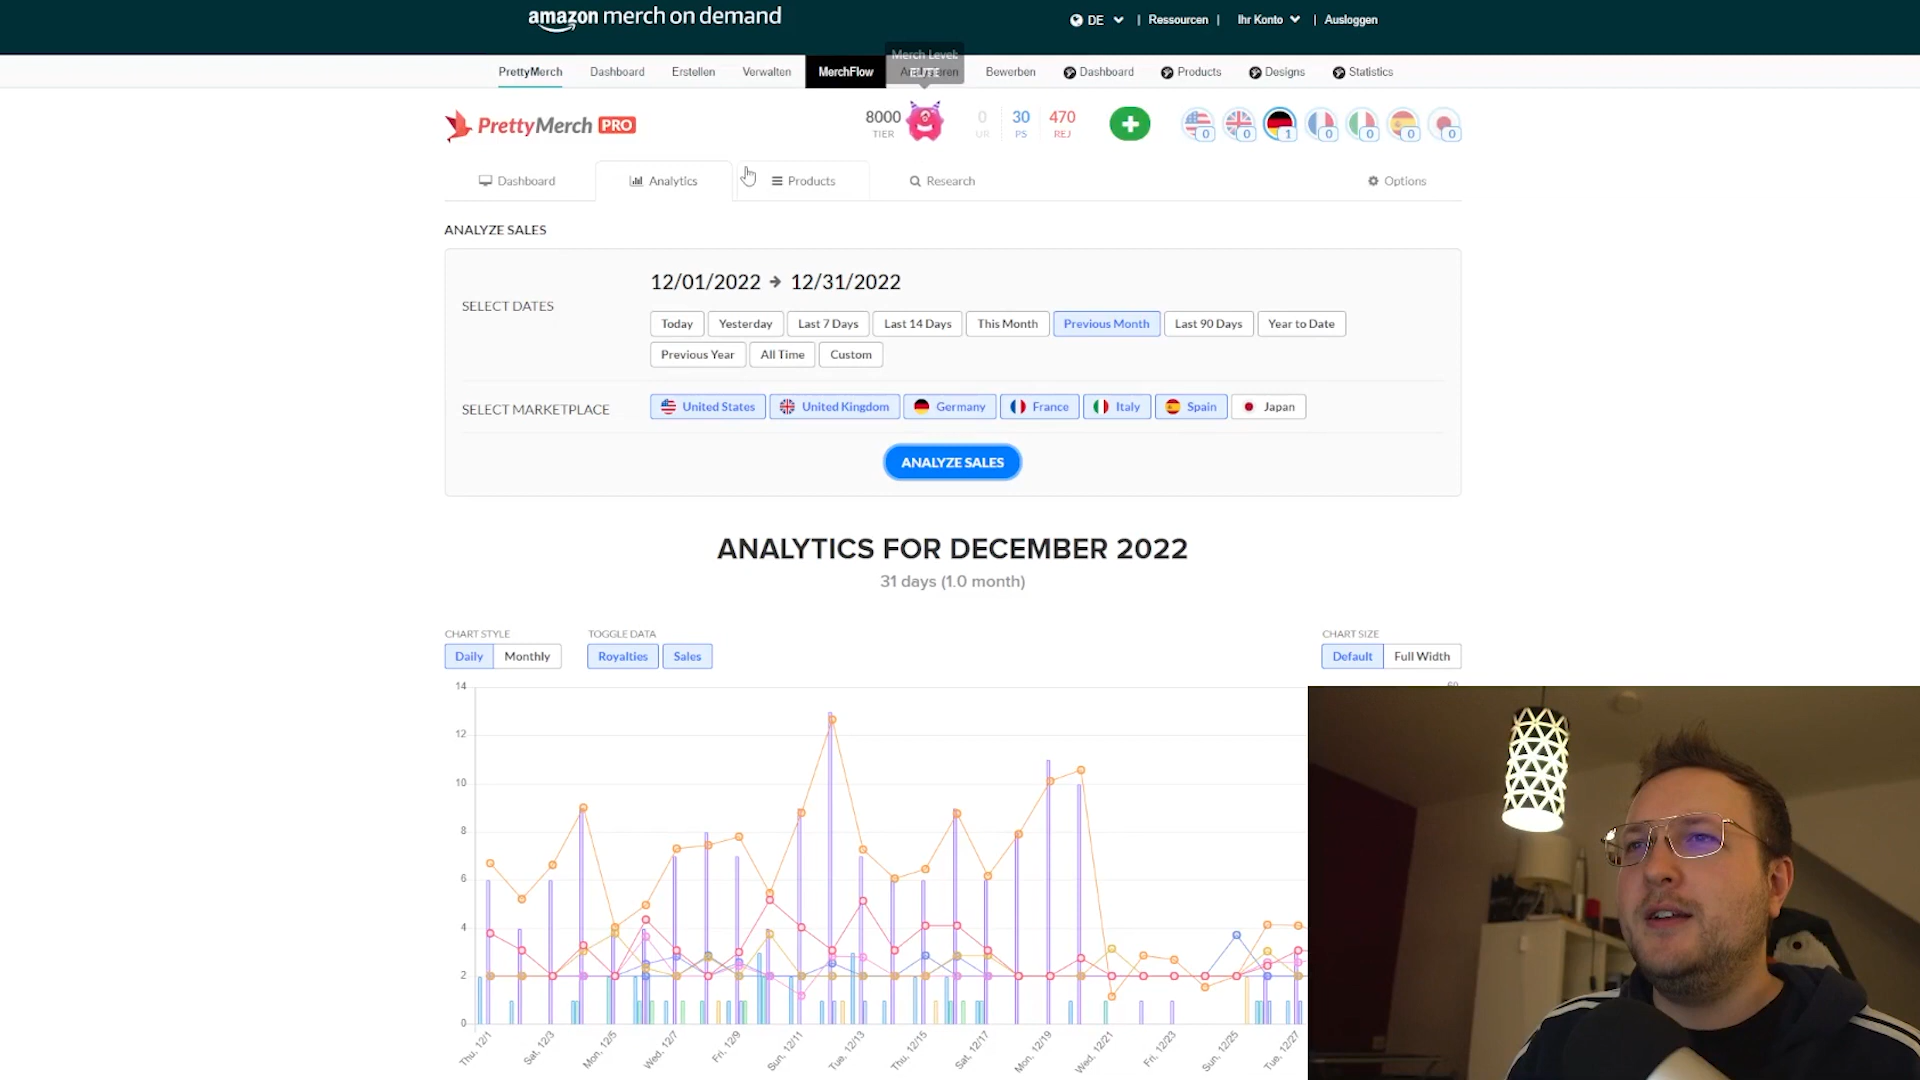 amazon merch on demand
DE | Ressourcen | Ihr Konto | Ausloggen
PrettyMerch Dashboard Erstellen Verwalten MerchFlow Bewerben Dashboard Products Designs Statistics
Merch Level:
ELITE
PrettyMerch PRO
8000 0 30 470
TIER UR PS REJ
0 0 1 0 0 0 0
Dashboard Analytics Products Research Options
ANALYZE SALES
SELECT DATES
12/01/2022 → 12/31/2022
Today Yesterday Last 7 Days Last 14 Days This Month Previous Month Last 90 Days Year to Date
Previous Year All Time Custom
SELECT MARKETPLACE
United States United Kingdom Germany France Italy Spain Japan
ANALYZE SALES
ANALYTICS FOR DECEMBER 2022
31 days (1.0 month)
CHART STYLE TOGGLE DATA CHART SIZE
Daily Monthly Royalties Sales Default Full Width
14
12
10
8
6
4
2
0
Thu, 12/1 Sat, 12/3 Mon, 12/5 Wed, 12/7 Fri, 12/9 Sun, 12/11 Tue, 12/13 Thu, 12/15 Sat, 12/17 Mon, 12/19 Wed, 12/21 Fri, 12/23 Sun, 12/25 Tue, 12/27